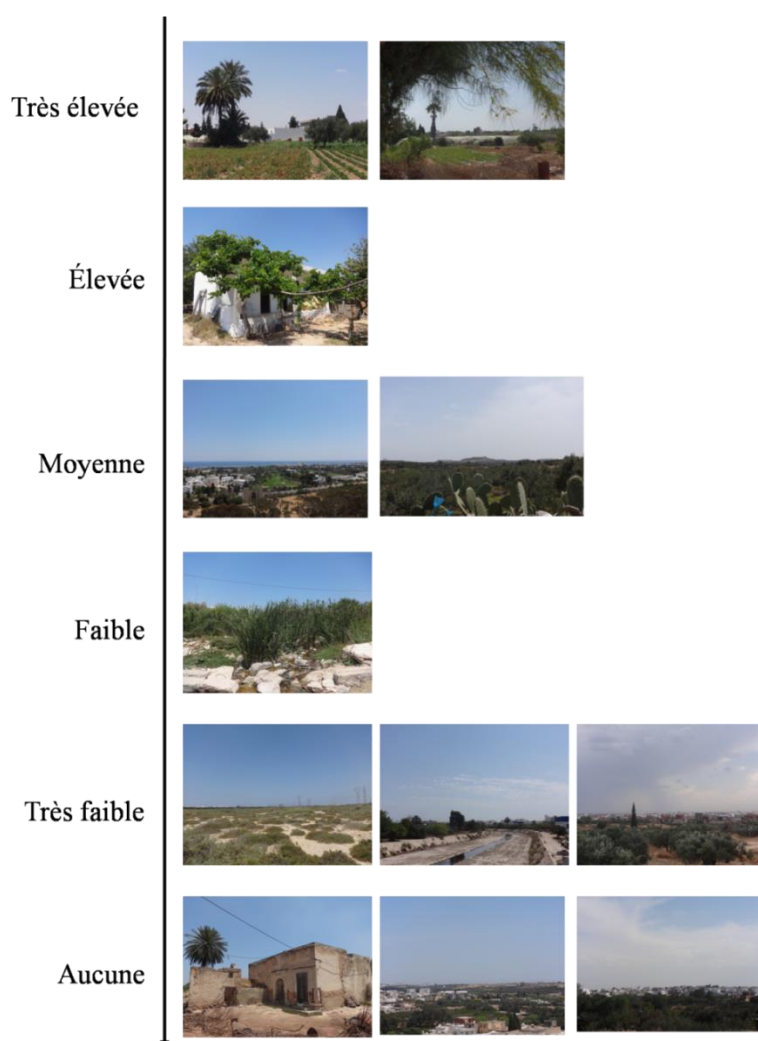 Très élevée
Élevée
Moyenne
Faible
Très faible
Aucune